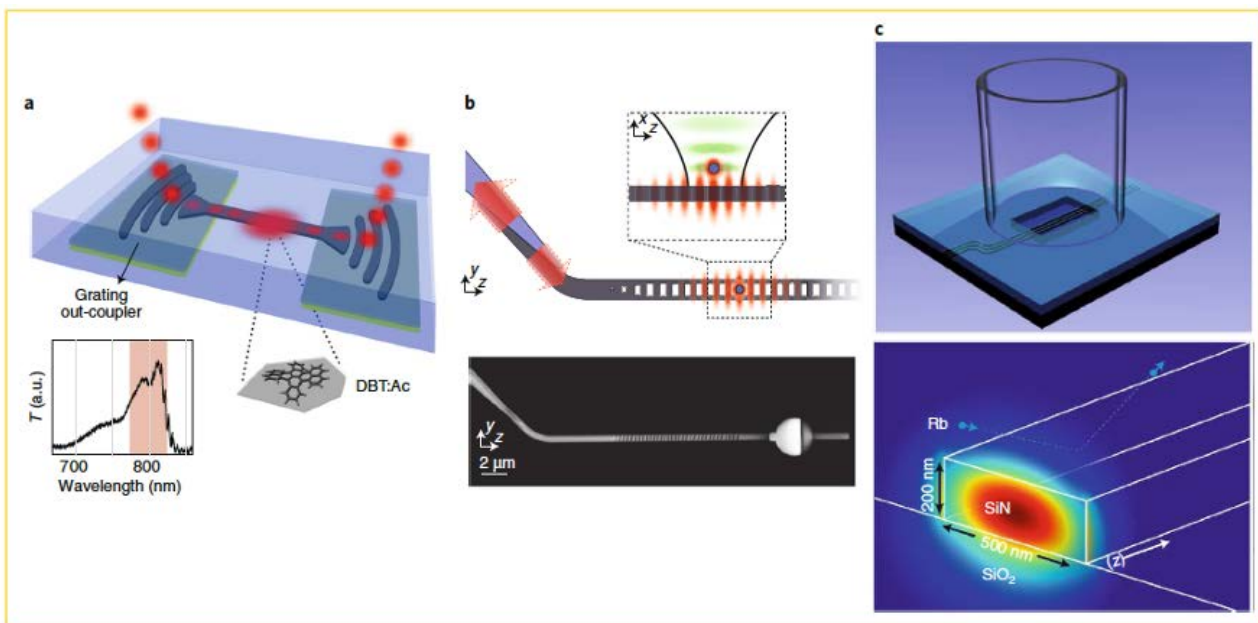 a
Grating
out-coupler
T (a.u.)
700
800
Wavelength (nm)
DBT:Ac
b
x
z
y
z
y
z
2 μm
c
Rb
200 nm
SiN
500 nm
(z)
SiO₂